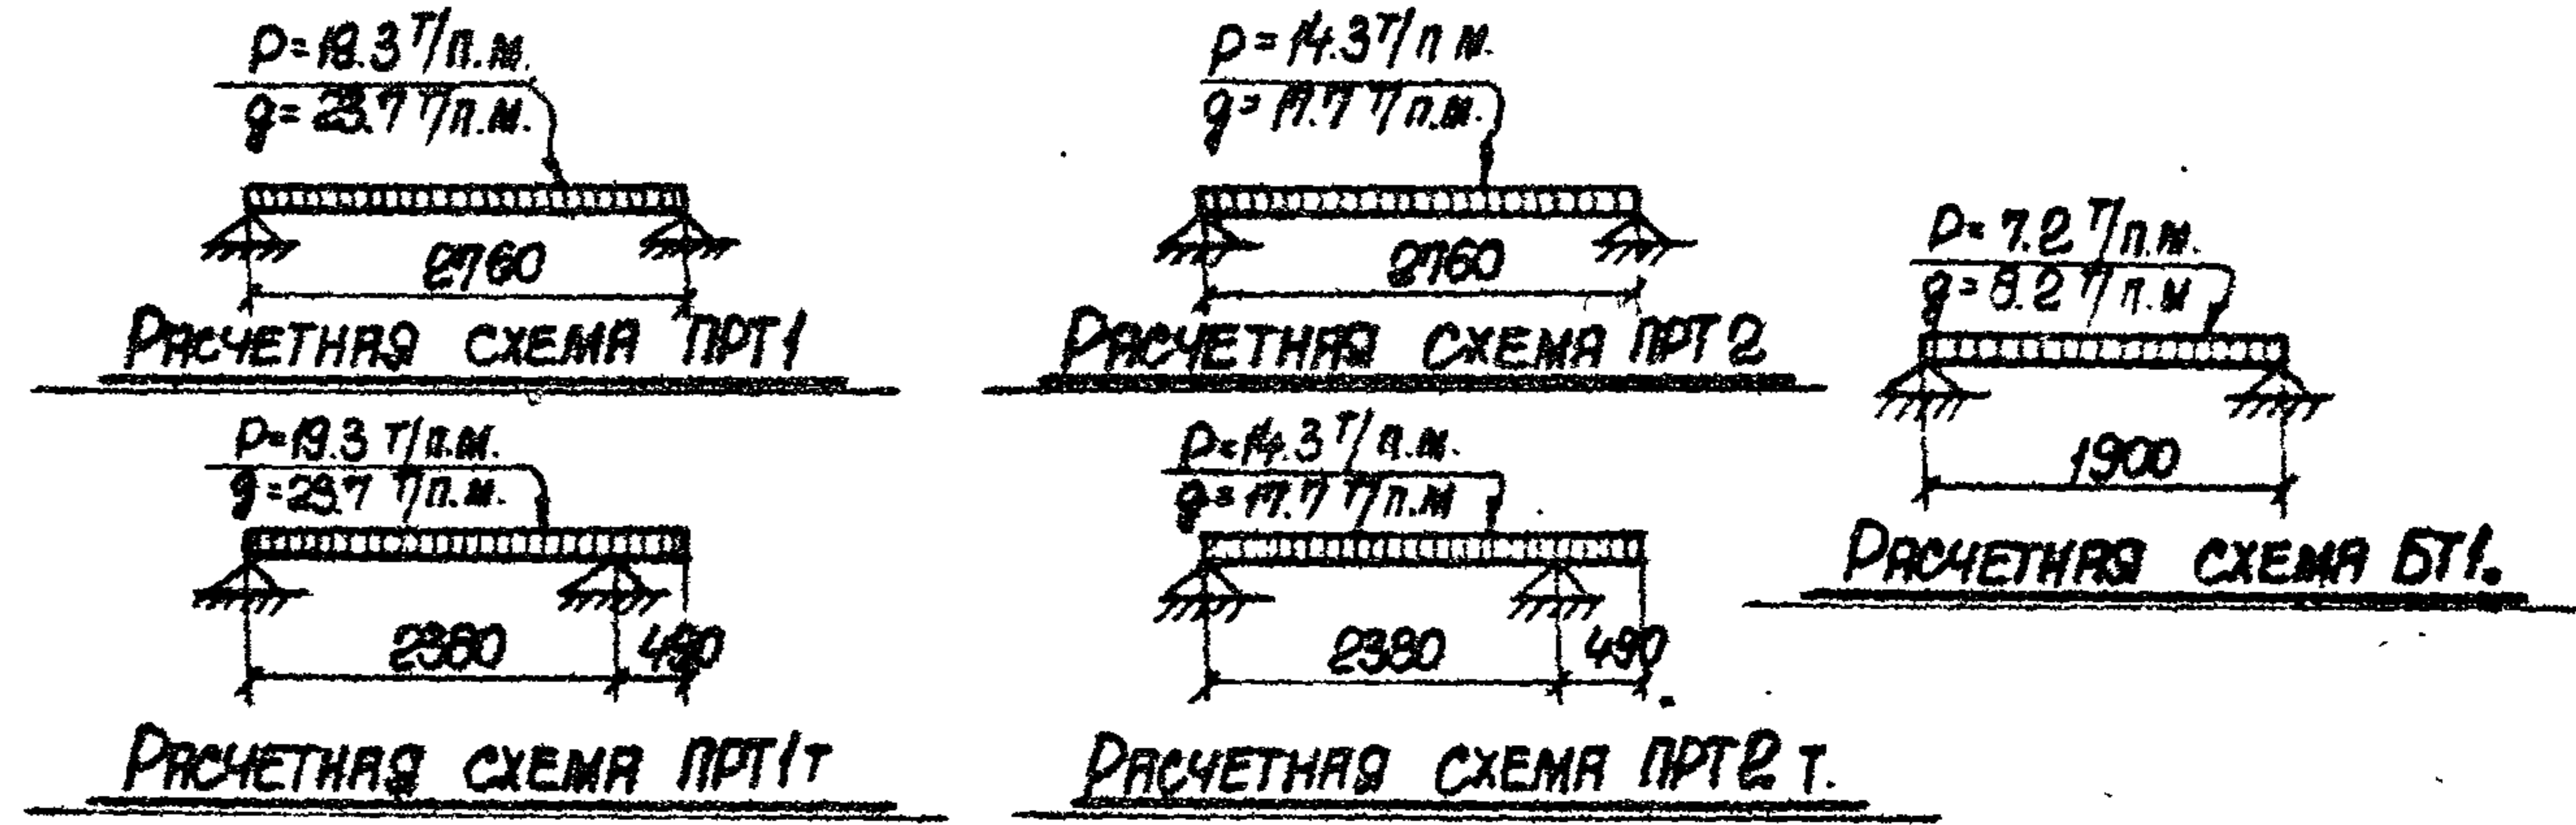 P=19.3 Т/п.м.
g=23.7 Т/п.м.
2760
РАСЧЕТНАЯ СХЕМА ПРТ1
P=14.3 Т/п м.
g=17.7 Т/п.м.
2760
РАСЧЕТНАЯ СХЕМА ПРТ2
P=7.2 Т/п.м.
g=8.2 Т/п.м
1900
РАСЧЕТНАЯ СХЕМА БТ1.
P=19.3 Т/п.м.
g=23.7 Т/п.м.
2380
490
РАСЧЕТНАЯ СХЕМА ПРТ1т
P=14.3 Т/п.м.
g=17.7 Т/п.м
2380
490
РАСЧЕТНАЯ СХЕМА ПРТ2т.